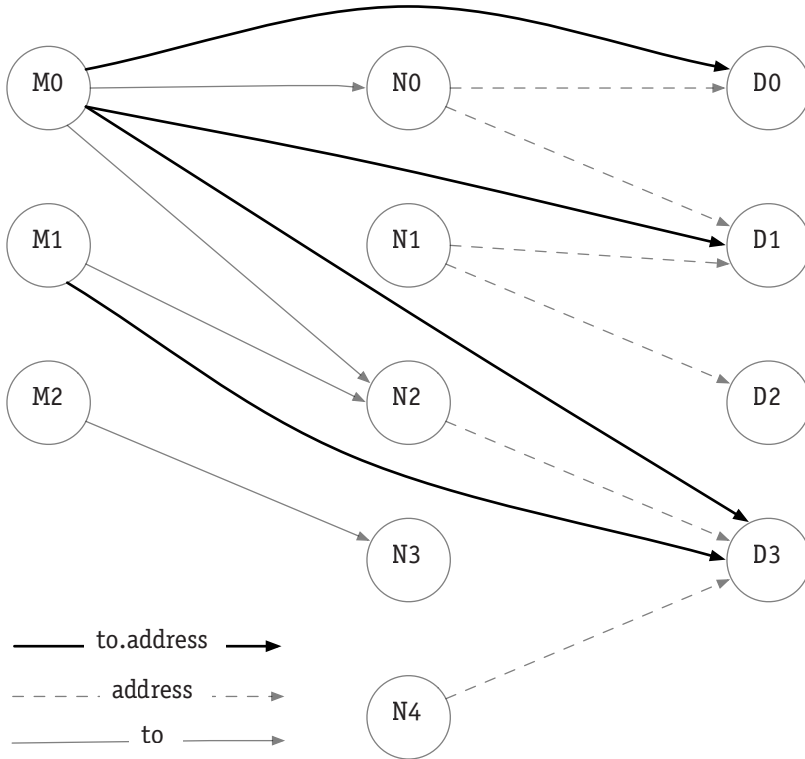 M0 N0 D0
M1 N1 D1
M2 N2 D2
N3 D3
to.address
address
N4
to